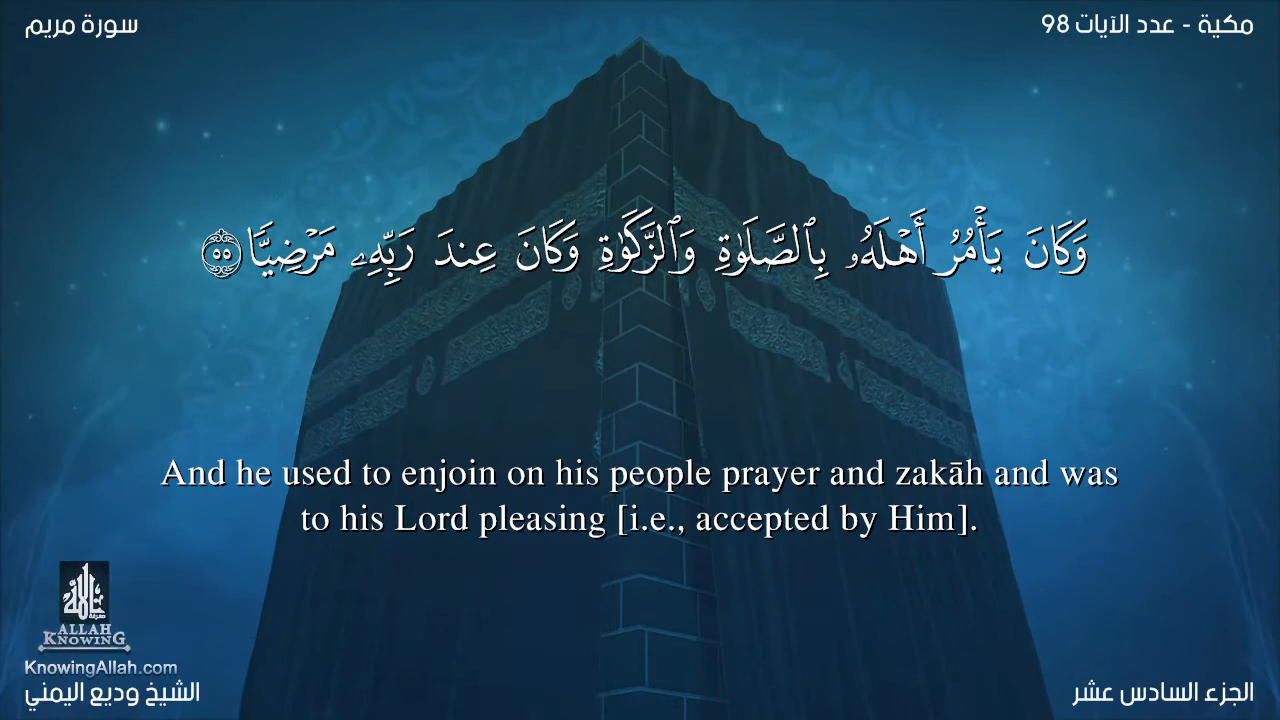 سورة مريم
مكية - عدد الآيات 98
وَكَانَ يَأْمُرُ أَهْلَهُۥ بِٱلصَّلَوٰةِ وَٱلزَّكَوٰةِ وَكَانَ عِندَ رَبِّهِۦ مَرْضِيًّا ٥٥
And he used to enjoin on his people prayer and zakāh and was
to his Lord pleasing [i.e., accepted by Him].
ALLAH
KNOWING
KnowingAllah.com
الشيخ وديع اليمني
الجزء السادس عشر